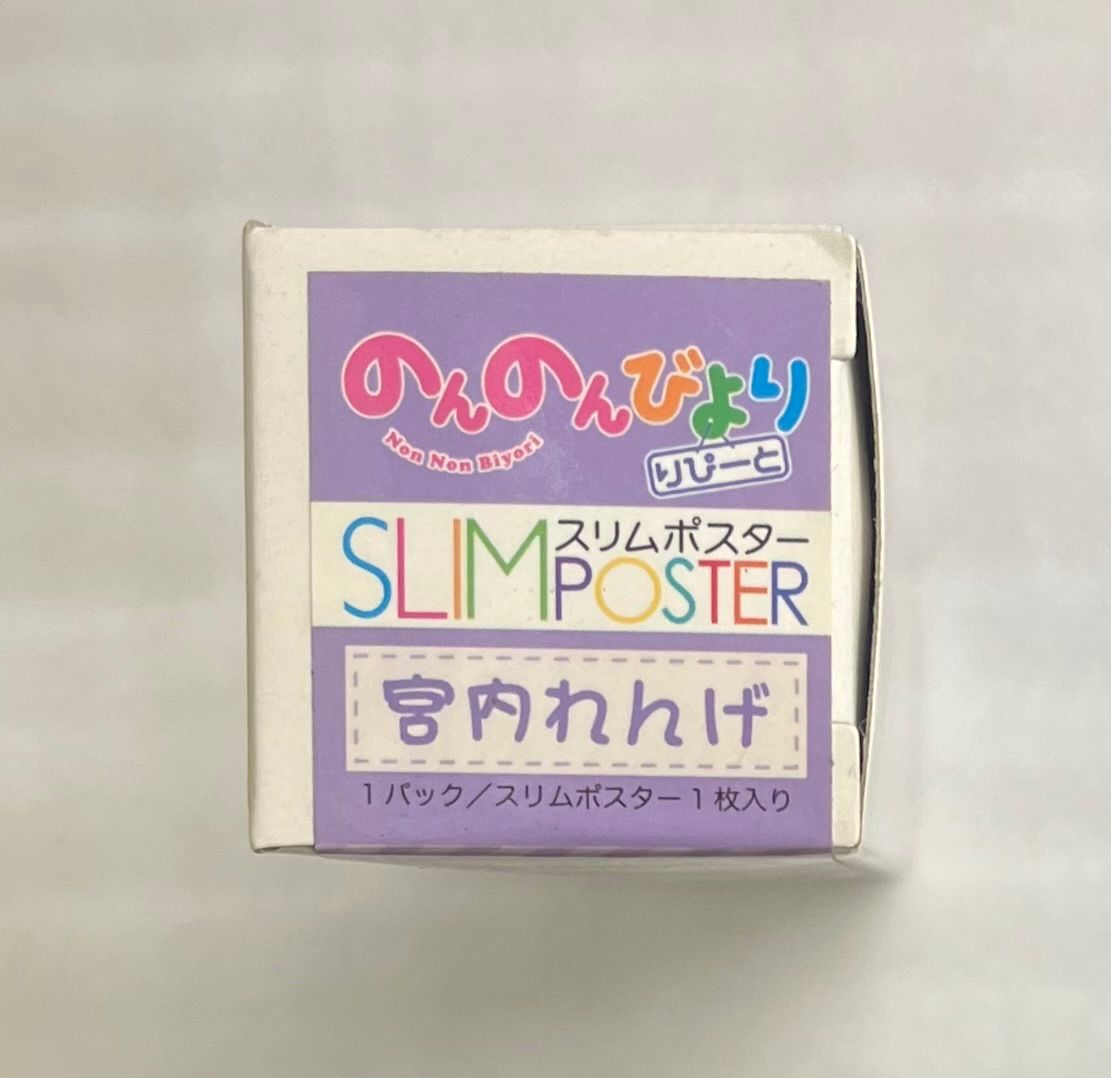 のんのんびより
Non Non Biyori
りぴーと
SLIM スリムポスター
POSTER
宮内れんげ
1パック／スリムポスター1枚入り